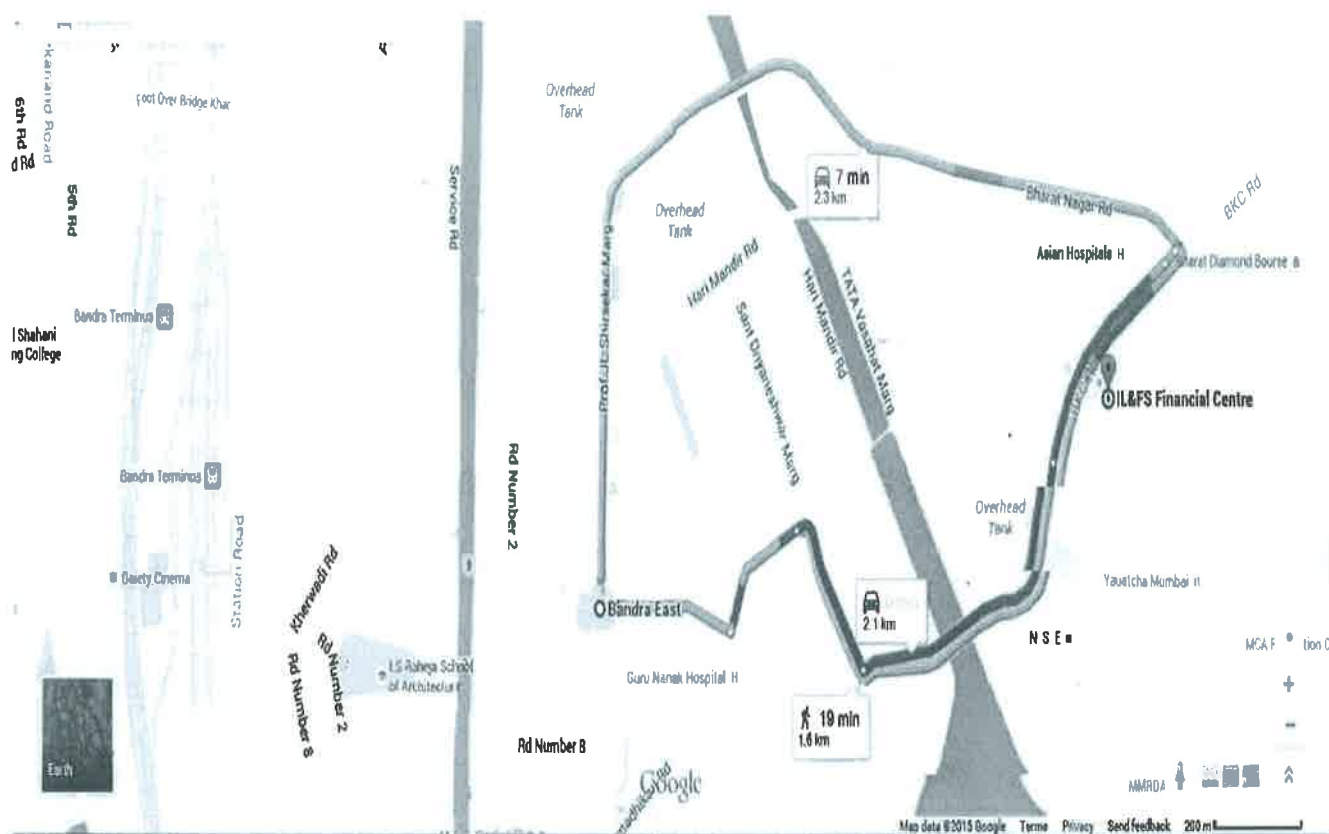 6th Rd
d Rd
5th Rd
Foot Over Bridge Khar
Bandra Terminus
l Shahani
ng College
Bandra Terminus
Gaiety Cinema
Station Road
Kherwadi Rd
Rd Number 2
Rd Number 8
L.S Raheja School
of Architecture
Earth
Service Rd
Rd Number 2
Rd Number 8
Overhead
Tank
Overhead
Tank
Hari Mandir Rd
Sant Dnyaneshwar Marg
Hari Mandir Rd
TATA Vasahat Marg
7 min
2.3 km
Bharat Nagar Rd
BKC Rd
Asian Hospitals H
Bharat Diamond Bourse
IL&FS Financial Centre
Overhead
Tank
Bandra East
2.1 km
NSE
Guru Nanak Hospital H
19 min
1.6 km
Google
MMRDA
Map data ©2015 Google Terms Privacy Send feedback 200 m